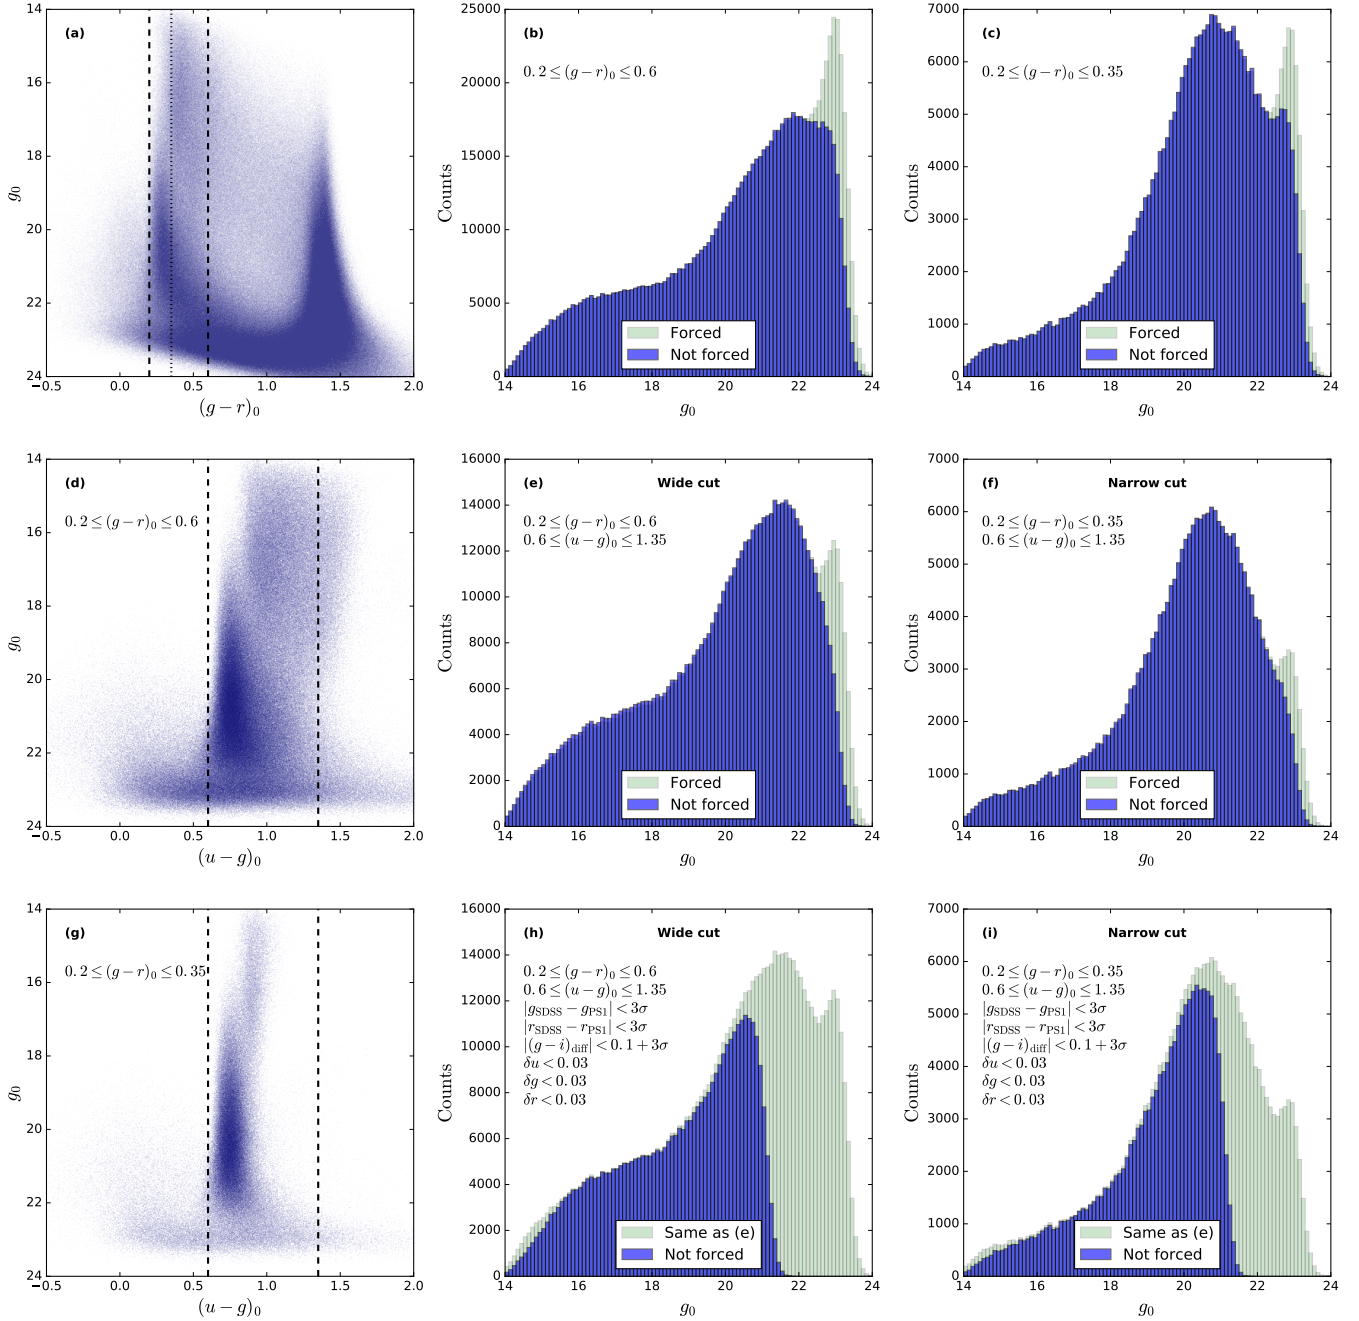 (a)
14
16
18
20
22
24
g₀
−0.5 0.0 0.5 1.0 1.5 2.0
(g − r)₀
(b)
0.2 ≤ (g − r)₀ ≤ 0.6
25000
20000
15000
10000
5000
0
Counts
Forced
Not forced
14 16 18 20 22 24
g₀
(c)
0.2 ≤ (g − r)₀ ≤ 0.35
7000
6000
5000
4000
3000
2000
1000
0
Counts
Forced
Not forced
14 16 18 20 22 24
g₀
(d)
0.2 ≤ (g − r)₀ ≤ 0.6
14
16
18
20
22
24
g₀
−0.5 0.0 0.5 1.0 1.5 2.0
(u − g)₀
(e) Wide cut
0.2 ≤ (g − r)₀ ≤ 0.6
0.6 ≤ (u − g)₀ ≤ 1.35
16000
14000
12000
10000
8000
6000
4000
2000
0
Counts
Forced
Not forced
14 16 18 20 22 24
g₀
(f) Narrow cut
0.2 ≤ (g − r)₀ ≤ 0.35
0.6 ≤ (u − g)₀ ≤ 1.35
7000
6000
5000
4000
3000
2000
1000
0
Counts
Forced
Not forced
14 16 18 20 22 24
g₀
(g)
0.2 ≤ (g − r)₀ ≤ 0.35
14
16
18
20
22
24
g₀
−0.5 0.0 0.5 1.0 1.5 2.0
(u − g)₀
(h) Wide cut
0.2 ≤ (g − r)₀ ≤ 0.6
0.6 ≤ (u − g)₀ ≤ 1.35
|g_SDSS − g_PS1| < 3σ
|r_SDSS − r_PS1| < 3σ
|(g − i)_diff| < 0.1 + 3σ
δu < 0.03
δg < 0.03
δr < 0.03
16000
14000
12000
10000
8000
6000
4000
2000
0
Counts
Same as (e)
Not forced
14 16 18 20 22 24
g₀
(i) Narrow cut
0.2 ≤ (g − r)₀ ≤ 0.35
0.6 ≤ (u − g)₀ ≤ 1.35
|g_SDSS − g_PS1| < 3σ
|r_SDSS − r_PS1| < 3σ
|(g − i)_diff| < 0.1 + 3σ
δu < 0.03
δg < 0.03
δr < 0.03
7000
6000
5000
4000
3000
2000
1000
0
Counts
Same as (e)
Not forced
14 16 18 20 22 24
g₀